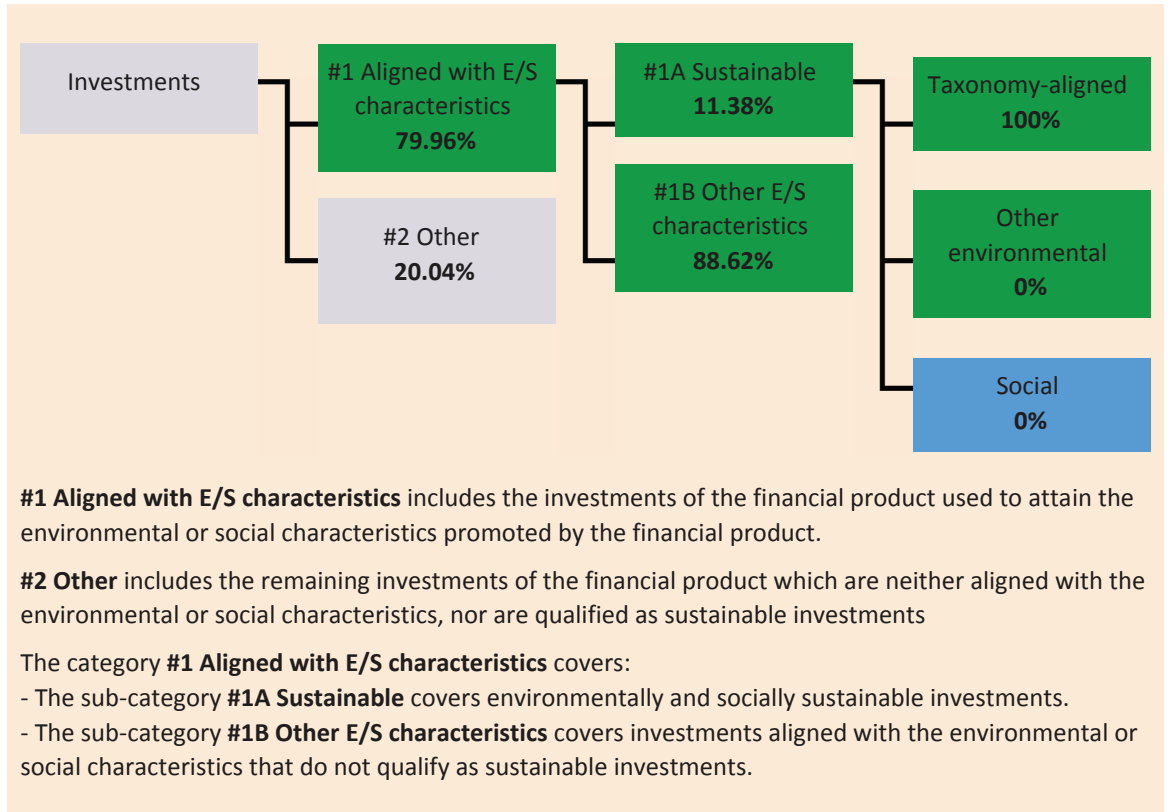 Investments
#1 Aligned with E/S
characteristics
79.96%
#2 Other
20.04%
#1A Sustainable
11.38%
#1B Other E/S
characteristics
88.62%
Taxonomy-aligned
100%
Other
environmental
0%
Social
0%
#1 Aligned with E/S characteristics includes the investments of the financial product used to attain the
environmental or social characteristics promoted by the financial product.
#2 Other includes the remaining investments of the financial product which are neither aligned with the
environmental or social characteristics, nor are qualified as sustainable investments
The category #1 Aligned with E/S characteristics covers:
- The sub-category #1A Sustainable covers environmentally and socially sustainable investments.
- The sub-category #1B Other E/S characteristics covers investments aligned with the environmental or
social characteristics that do not qualify as sustainable investments.